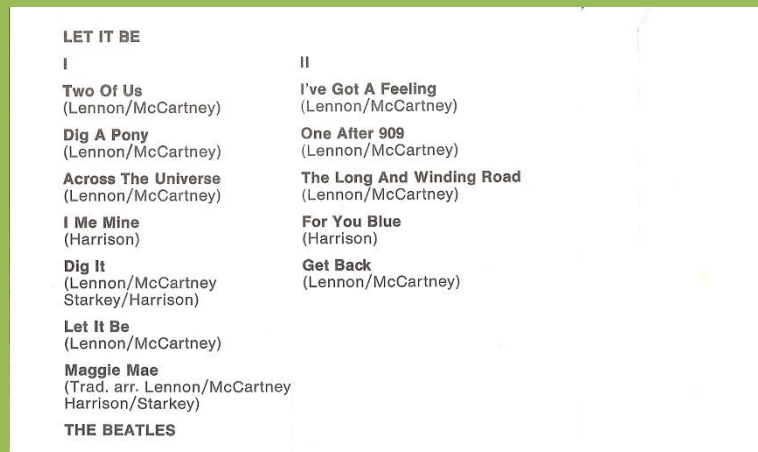 LET IT BE
I
Two Of Us
(Lennon/McCartney)
Dig A Pony
(Lennon/McCartney)
Across The Universe
(Lennon/McCartney)
I Me Mine
(Harrison)
Dig It
(Lennon/McCartney
Starkey/Harrison)
Let It Be
(Lennon/McCartney)
Maggie Mae
(Trad. arr. Lennon/McCartney
Harrison/Starkey)
THE BEATLES
II
I've Got A Feeling
(Lennon/McCartney)
One After 909
(Lennon/McCartney)
The Long And Winding Road
(Lennon/McCartney)
For You Blue
(Harrison)
Get Back
(Lennon/McCartney)